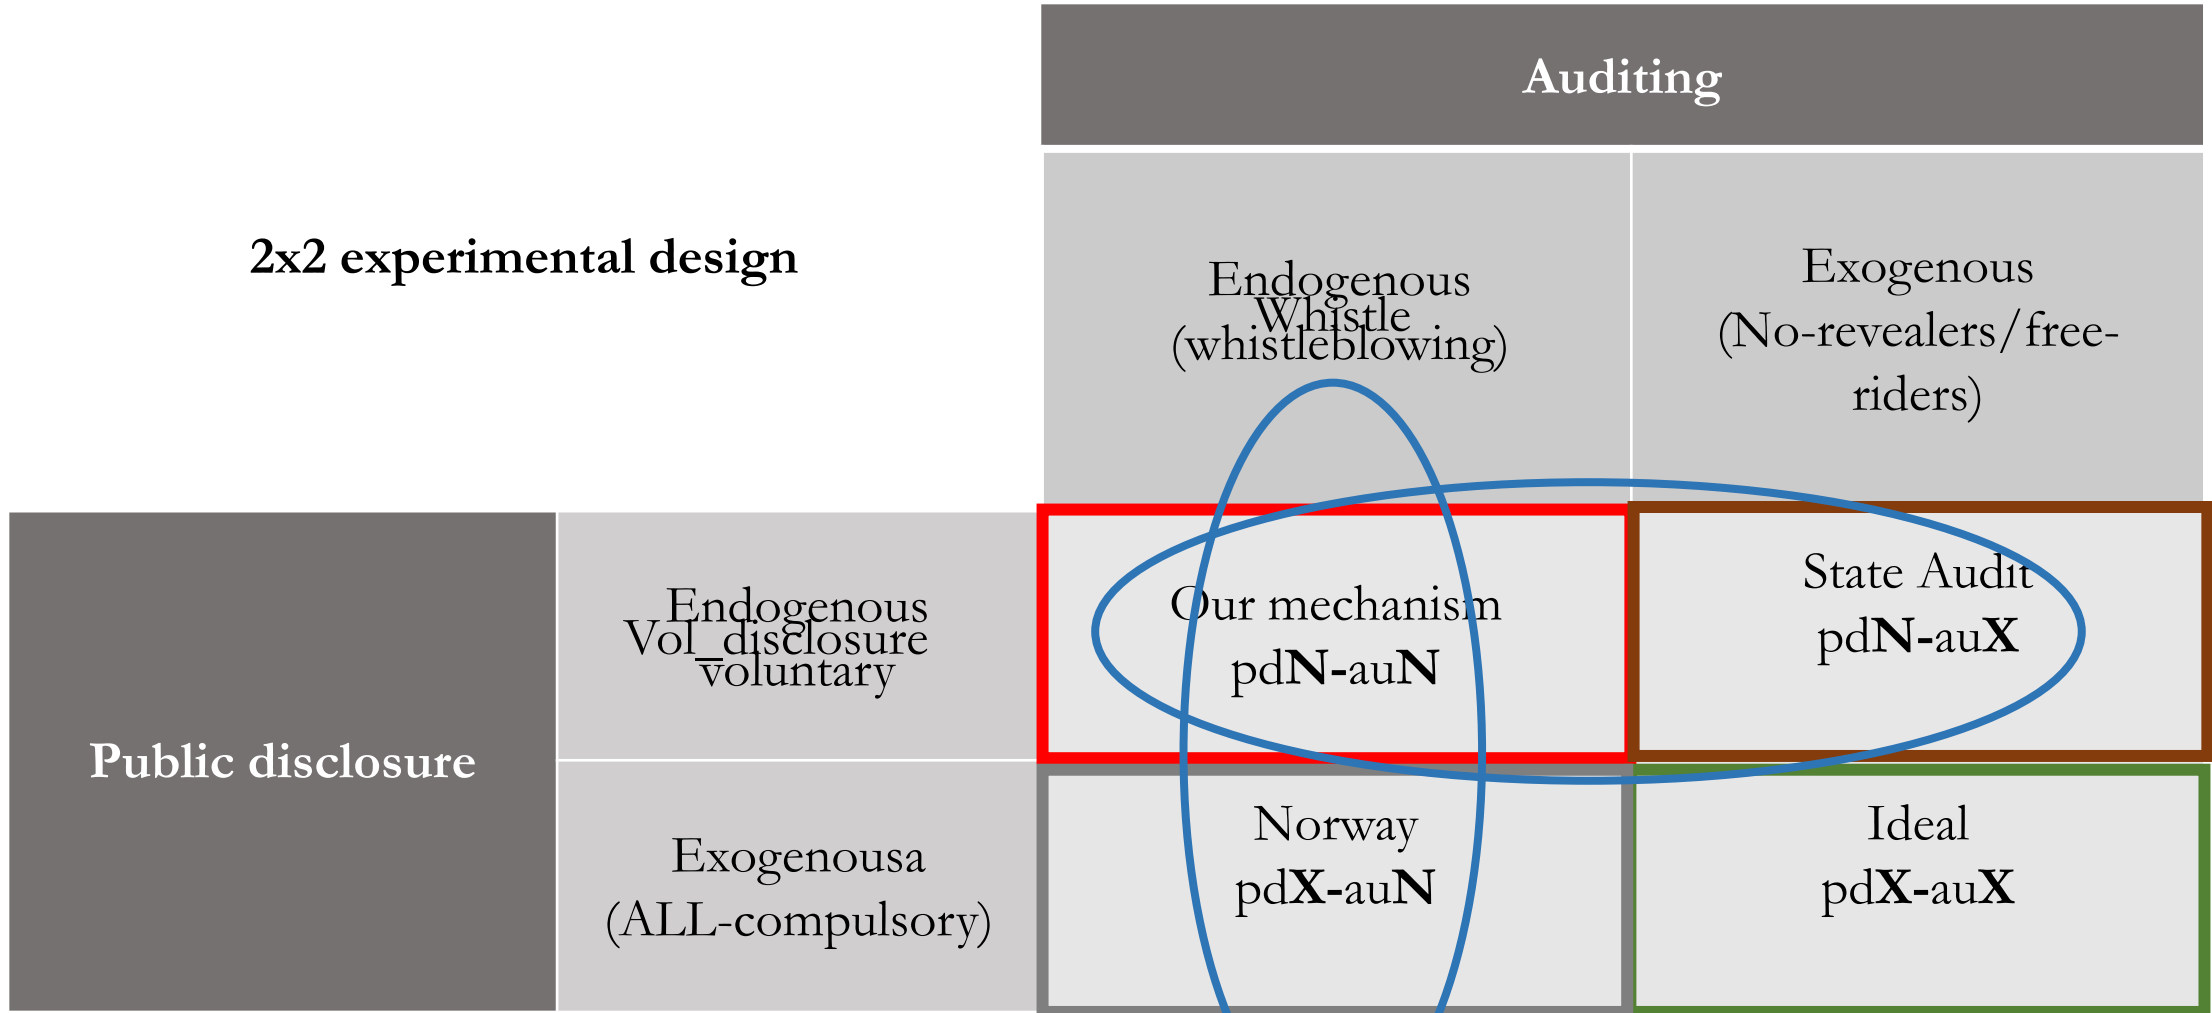 Auditing
2x2 experimental design
Endogenous
Whistle
(whistleblowing)
Exogenous
(No-revealers/free-
riders)
Public disclosure
Endogenous
Vol_disclosure
voluntary
Our mechanism
pdN-auN
State Audit
pdN-auX
Exogenousa
(ALL-compulsory)
Norway
pdX-auN
Ideal
pdX-auX